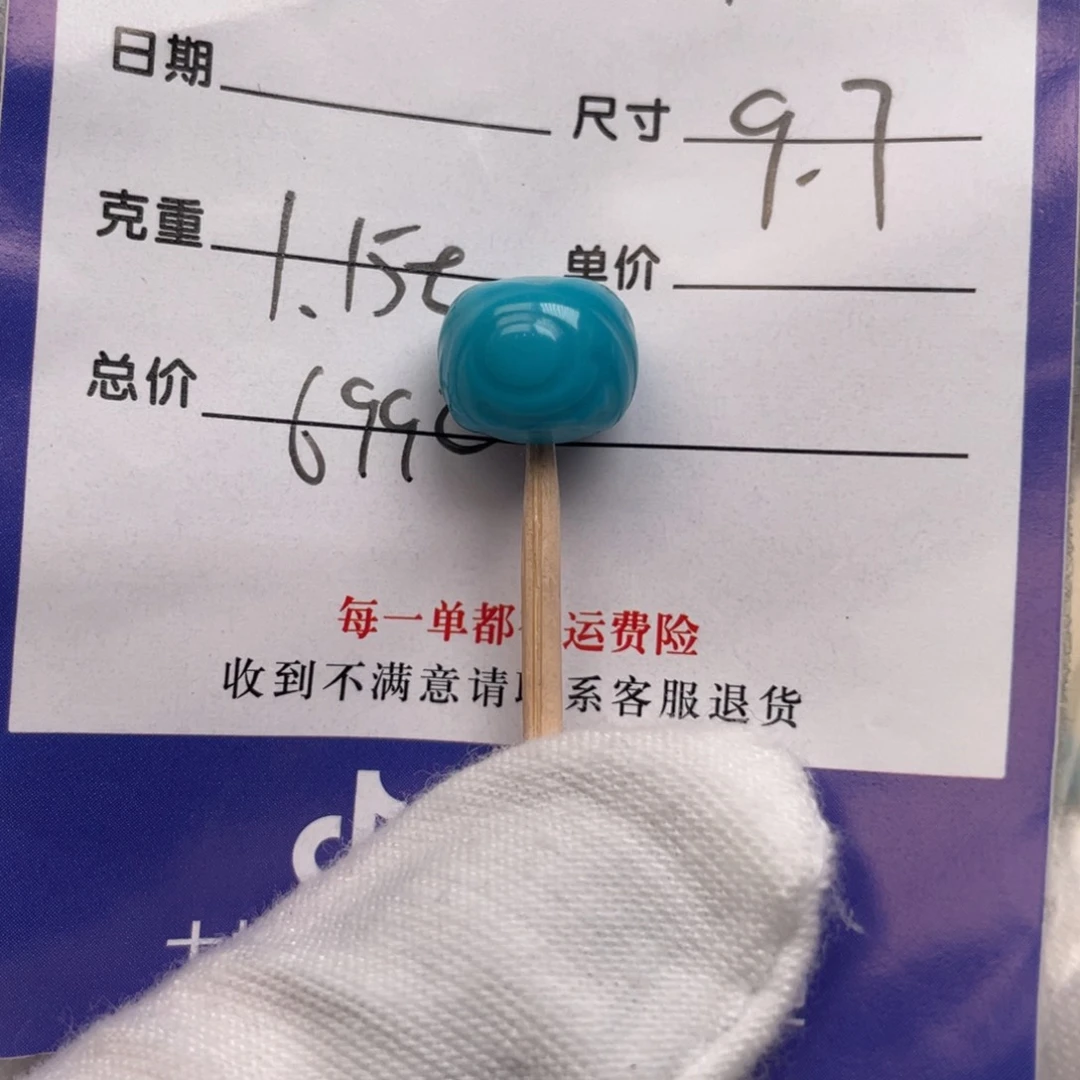 日期
尺寸 9.7
克重 1.15
单价
总价 699
每一单都 运费险
收到不满意请 系客服退货